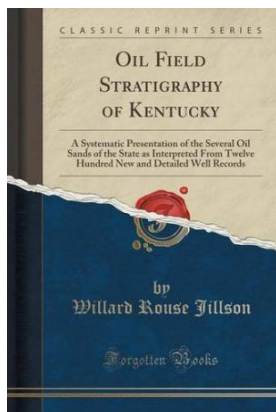 CLASSIC REPRINT SERIES
OIL FIELD
STRATIGRAPHY
OF KENTUCKY
A Systematic Presentation of the Several Oil
Sands of the State as Interpreted From Twelve
Hundred New and Detailed Well Records
by
Willard Rouse Jillson
Forgotten Books